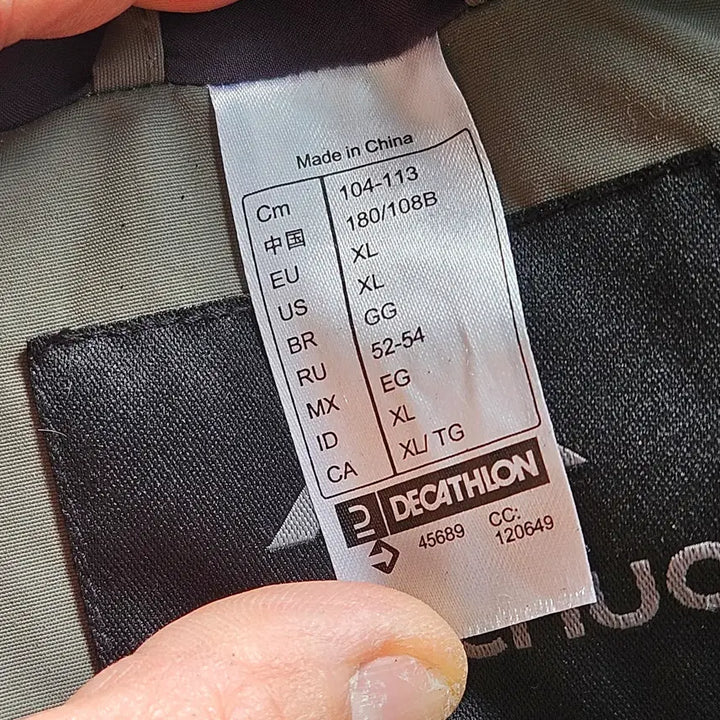 Made in China
Cm 104-113
中国 180/108B
EU XL
US XL
BR GG
RU 52-54
MX EG
ID XL
CA XL/ TG
DECATHLON
45689 CC: 120649